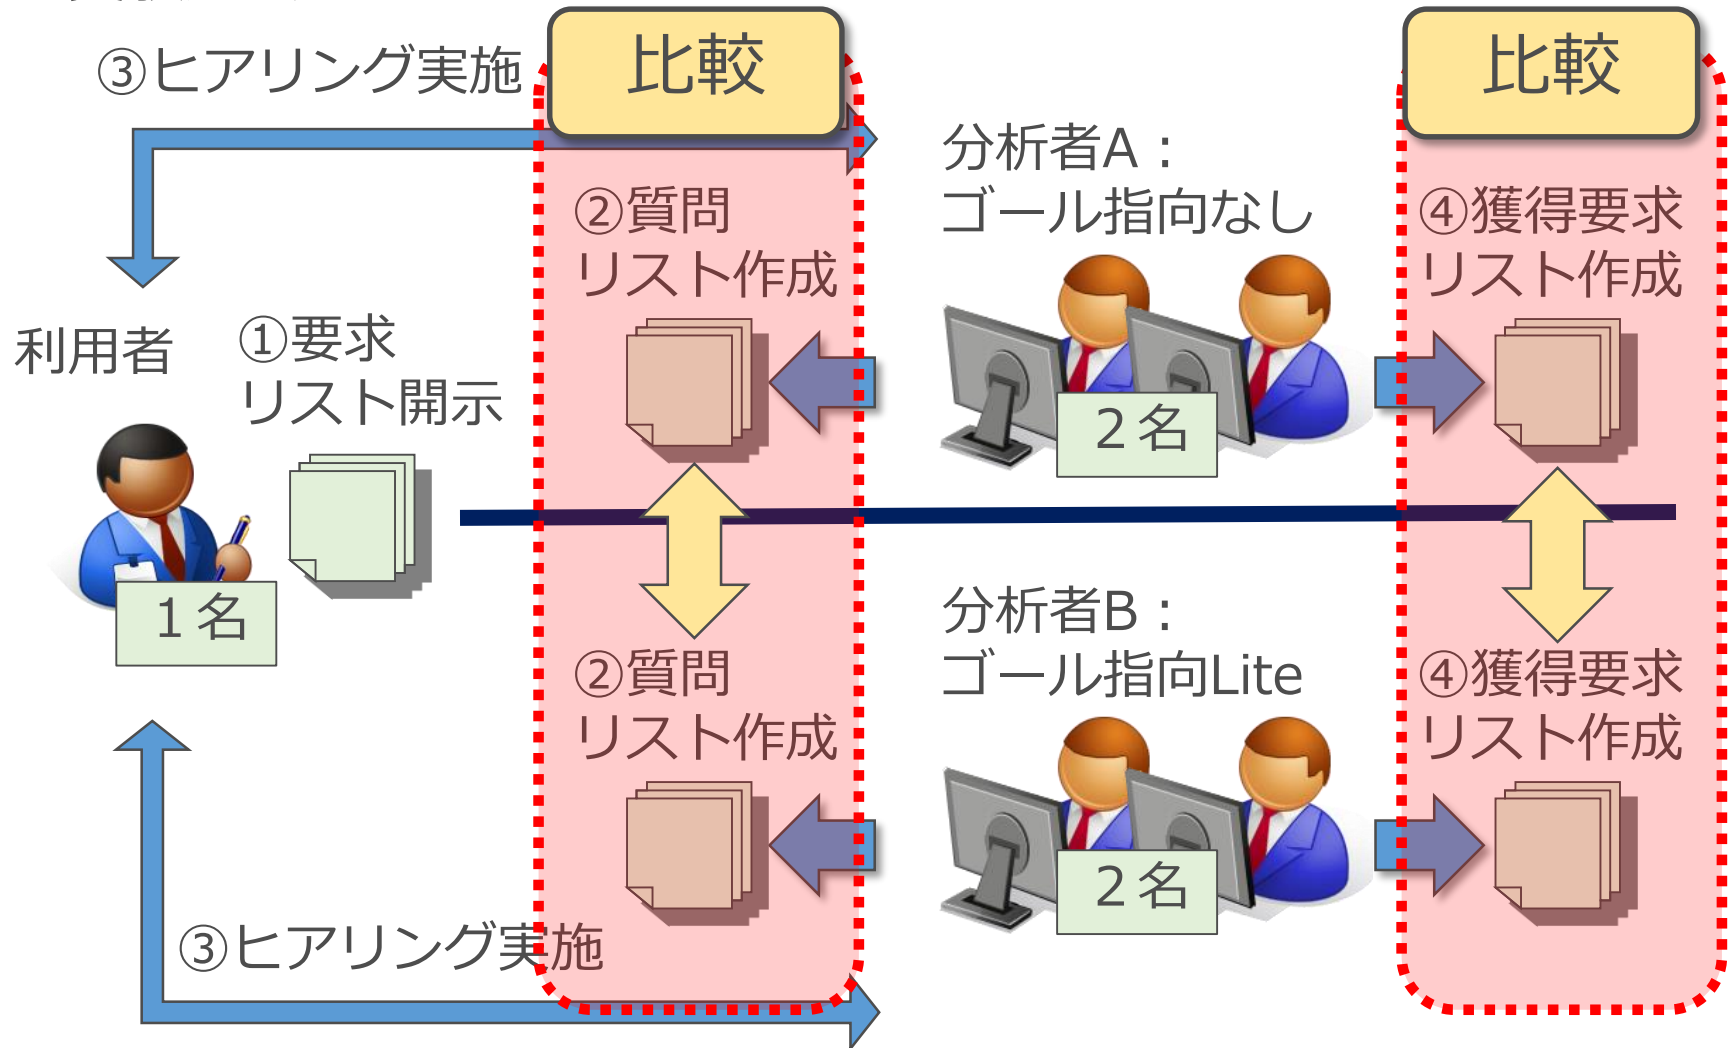 ③ヒアリング実施
比較
比較
分析者A：
ゴール指向なし
②質問
リスト作成
④獲得要求
リスト作成
利用者
①要求
リスト開示
２名
１名
分析者B：
ゴール指向Lite
②質問
リスト作成
④獲得要求
リスト作成
２名
③ヒアリング実施